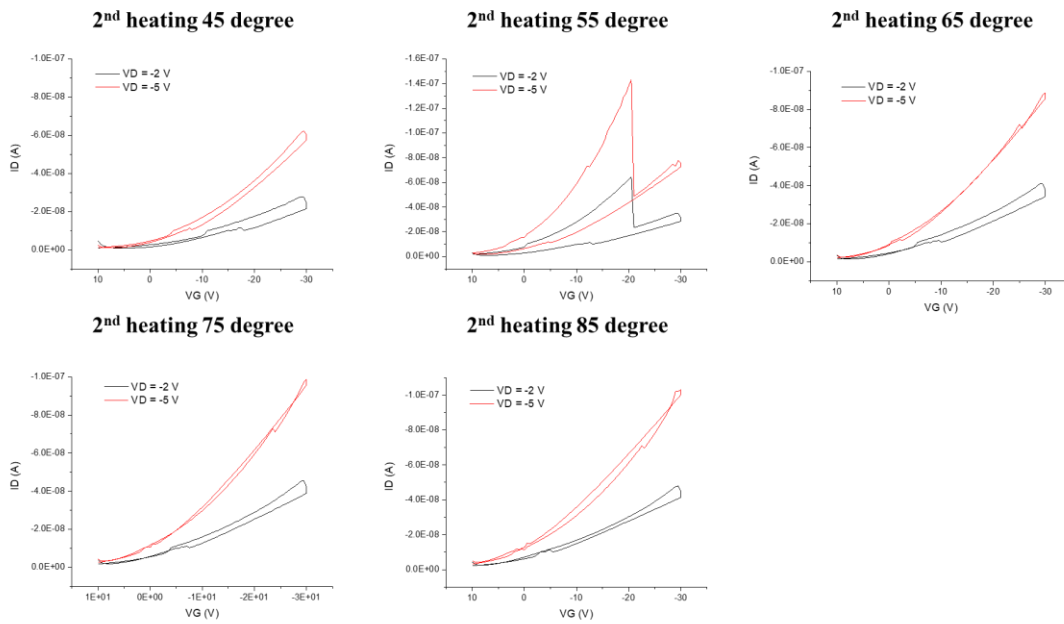 2nd heating 45 degree
2nd heating 55 degree
2nd heating 65 degree
-1.0E-07
-8.0E-08
-6.0E-08
-4.0E-08
-2.0E-08
0.0E+00
ID (A)
VD = -2 V
VD = -5 V
10
0
-10
-20
-30
VG (V)
-1.6E-07
-1.4E-07
-1.2E-07
-1.0E-07
-8.0E-08
-6.0E-08
-4.0E-08
-2.0E-08
0.0E+00
ID (A)
VD = -2 V
VD = -5 V
10
0
-10
-20
-30
VG (V)
-1.0E-07
-8.0E-08
-6.0E-08
-4.0E-08
-2.0E-08
0.0E+00
ID (A)
VD = -2 V
VD = -5 V
10
0
-10
-20
-30
VG (V)
2nd heating 75 degree
2nd heating 85 degree
-1.0E-07
-8.0E-08
-6.0E-08
-4.0E-08
-2.0E-08
0.0E+00
ID (A)
VD = -2 V
VD = -5 V
1E+01
0E+00
-1E+01
-2E+01
-3E+01
VG (V)
-1.0E-07
-8.0E-08
-6.0E-08
-4.0E-08
-2.0E-08
0.0E+00
ID (A)
VD = -2 V
VD = -5 V
10
0
-10
-20
-30
VG (V)